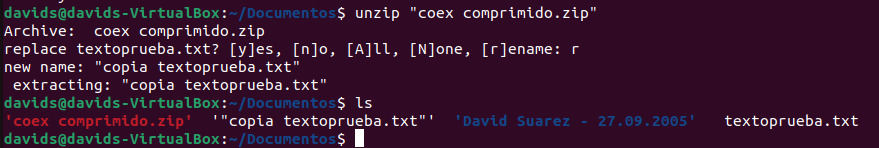 davids@davids-VirtualBox:~/Documentos$ unzip "coex comprimido.zip"
Archive:  coex comprimido.zip
replace textoprueba.txt? [y]es, [n]o, [A]ll, [N]one, [r]ename: r
new name: "copia textoprueba.txt"
 extracting: "copia textoprueba.txt"
davids@davids-VirtualBox:~/Documentos$ ls
'coex comprimido.zip'  '"copia textoprueba.txt"'  'David Suarez - 27.09.2005'   textoprueba.txt
davids@davids-VirtualBox:~/Documentos$